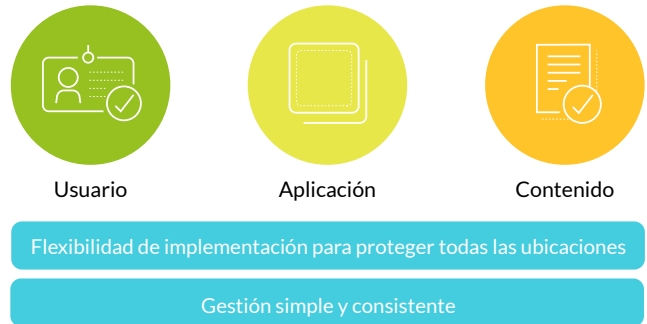 Usuario
Aplicación
Contenido
Flexibilidad de implementación para proteger todas las ubicaciones
Gestión simple y consistente